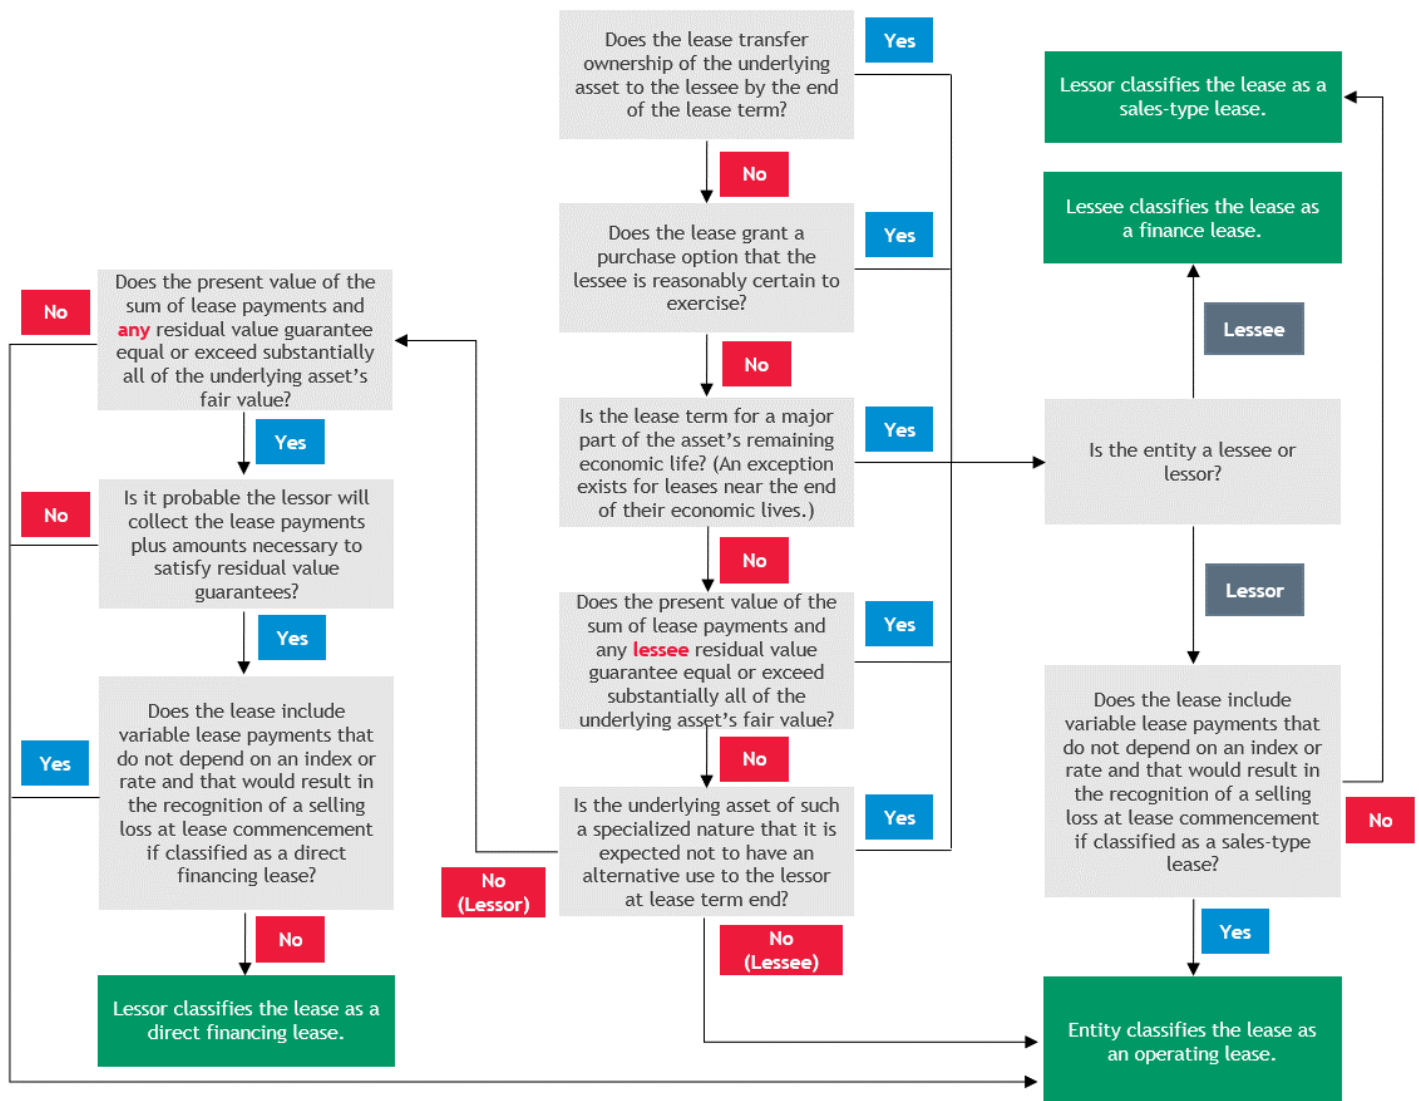 Does the lease transfer
ownership of the underlying
asset to the lessee by the end
of the lease term?
Yes
No
Does the lease grant a
purchase option that the
lessee is reasonably certain to
exercise?
Yes
No
Is the lease term for a major
part of the asset's remaining
economic life? (An exception
exists for leases near the end
of their economic lives.)
Yes
No
Does the present value of the
sum of lease payments and
any lessee residual value
guarantee equal or exceed
substantially all of the
underlying asset's fair value?
Yes
No
Is the underlying asset of such
a specialized nature that it is
expected not to have an
alternative use to the lessor
at lease term end?
Yes
No
(Lessor)
No
(Lessee)
Does the present value of the
sum of lease payments and
any residual value guarantee
equal or exceed substantially
all of the underlying asset's
fair value?
No
Yes
Is it probable the lessor will
collect the lease payments
plus amounts necessary to
satisfy residual value
guarantees?
No
Yes
Does the lease include
variable lease payments that
do not depend on an index or
rate and that would result in
the recognition of a selling
loss at lease commencement
if classified as a direct
financing lease?
Yes
No
Lessor classifies the lease as a
direct financing lease.
Lessor classifies the lease as a
sales-type lease.
Lessee classifies the lease as
a finance lease.
Lessee
Is the entity a lessee or
lessor?
Lessor
Does the lease include
variable lease payments that
do not depend on an index or
rate and that would result in
the recognition of a selling
loss at lease commencement
if classified as a sales-type
lease?
No
Yes
Entity classifies the lease as
an operating lease.